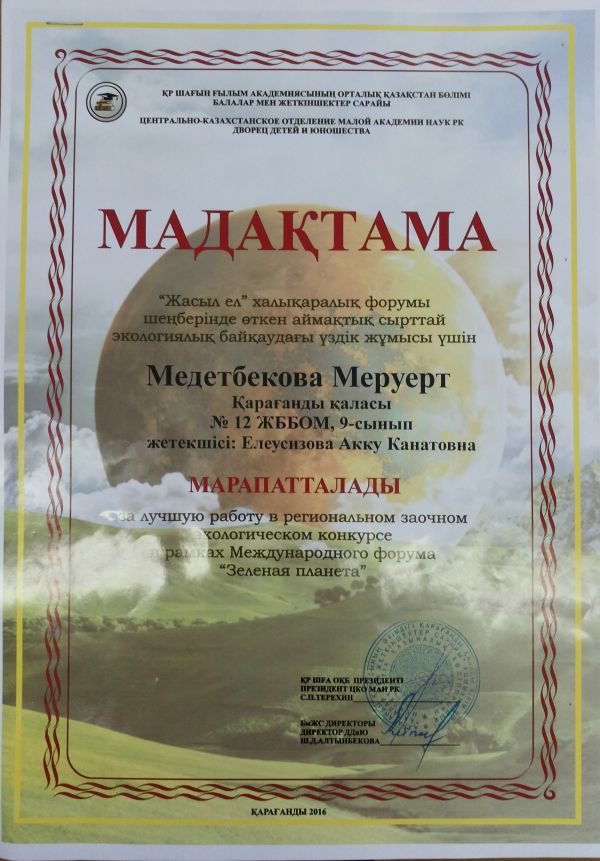 ҚР ШАҒЫН ҒЫЛЫМ АКАДЕМИЯСЫНЫҢ ОРТАЛЫҚ ҚАЗАҚСТАН БӨЛІМІ
БАЛАЛАР МЕН ЖЕТКІНШЕКТЕР САРАЙЫ
ЦЕНТРАЛЬНО-КАЗАХСТАНСКОЕ ОТДЕЛЕНИЕ МАЛОЙ АКАДЕМИИ НАУК РК
ДВОРЕЦ ДЕТЕЙ И ЮНОШЕСТВА
МАДАҚТАМА
“Жасыл ел” халықаралық форумы
шеңберінде өткен аймақтық сырттай
экологиялық байқаудағы үздік жұмысы үшін
Медетбекова Меруерт
Қарағанды қаласы
№ 12 ЖББОМ, 9-сынып
жетекшісі: Елеусизова Акку Канатовна
МАРАПАТТАЛАДЫ
за лучшую работу в региональном заочном
экологическом конкурсе
в рамках Международного форума
“Зеленая планета”
ҚР ШҒА ОҚБ ПРЕЗИДЕНТІ
ПРЕЗИДЕНТ ЦКО МАН РК
С.П.ТЕРЕХИН
БиЖС ДИРЕКТОРЫ
ДИРЕКТОР ДДиЮ
Ш.Д.АЛТЫНБЕКОВА
ҚАРАҒАНДЫ 2016